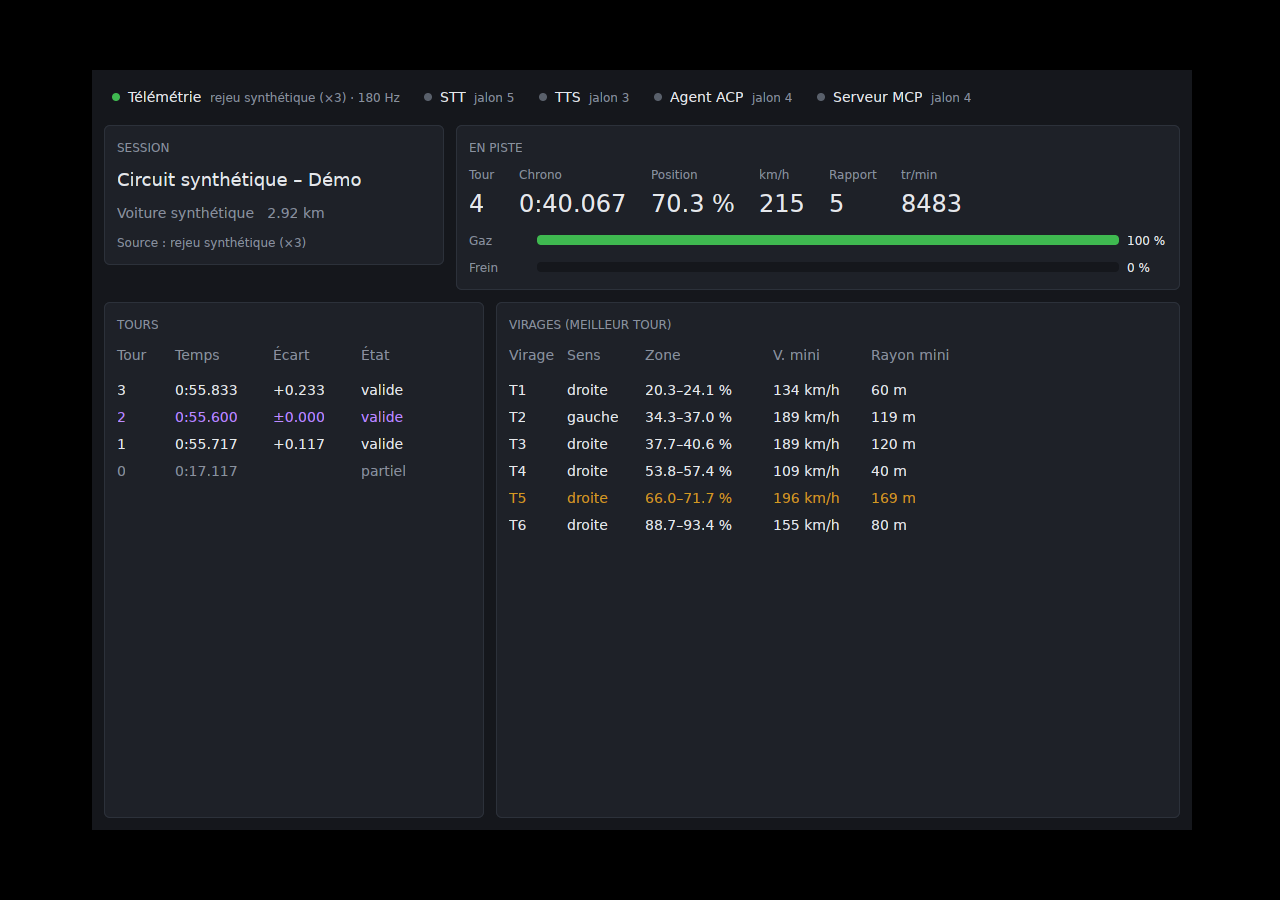 Télémétrie rejeu synthétique (×3) · 180 Hz STT jalon 5 TTS jalon 3 Agent ACP jalon 4 Serveur MCP jalon 4
SESSION
Circuit synthétique – Démo
Voiture synthétique 2.92 km
Source : rejeu synthétique (×3)
EN PISTE
Tour Chrono Position km/h Rapport tr/min
4 0:40.067 70.3 % 215 5 8483
Gaz 100 %
Frein 0 %
TOURS
Tour Temps Écart État
3 0:55.833 +0.233 valide
2 0:55.600 ±0.000 valide
1 0:55.717 +0.117 valide
0 0:17.117 partiel
VIRAGES (MEILLEUR TOUR)
Virage Sens Zone V. mini Rayon mini
T1 droite 20.3–24.1 % 134 km/h 60 m
T2 gauche 34.3–37.0 % 189 km/h 119 m
T3 droite 37.7–40.6 % 189 km/h 120 m
T4 droite 53.8–57.4 % 109 km/h 40 m
T5 droite 66.0–71.7 % 196 km/h 169 m
T6 droite 88.7–93.4 % 155 km/h 80 m